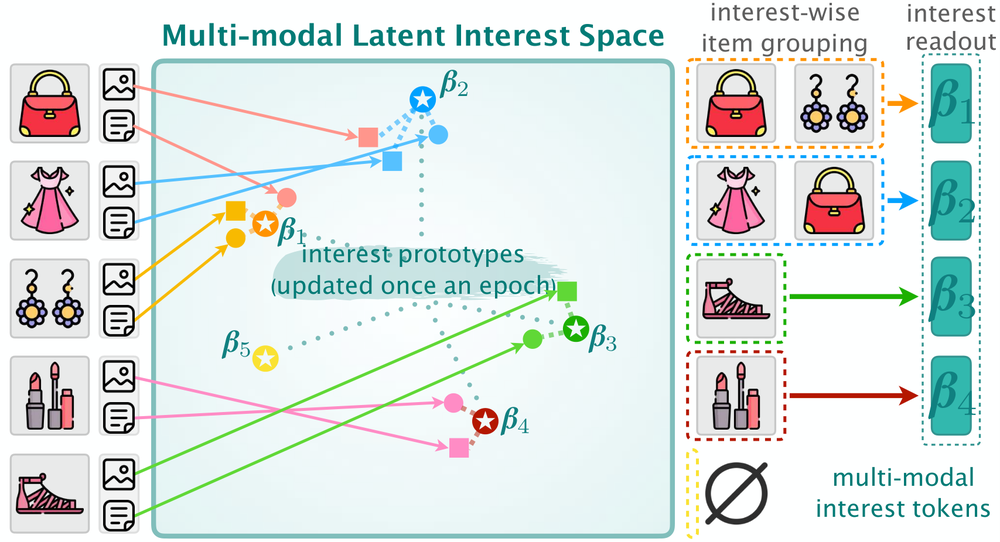 Multi-modal Latent Interest Space
interest-wise
item grouping
interest
readout
β2
β1
interest prototypes
(updated once an epoch)
β5
β3
β4
β1
β2
β3
β4
∅
multi-modal
interest tokens